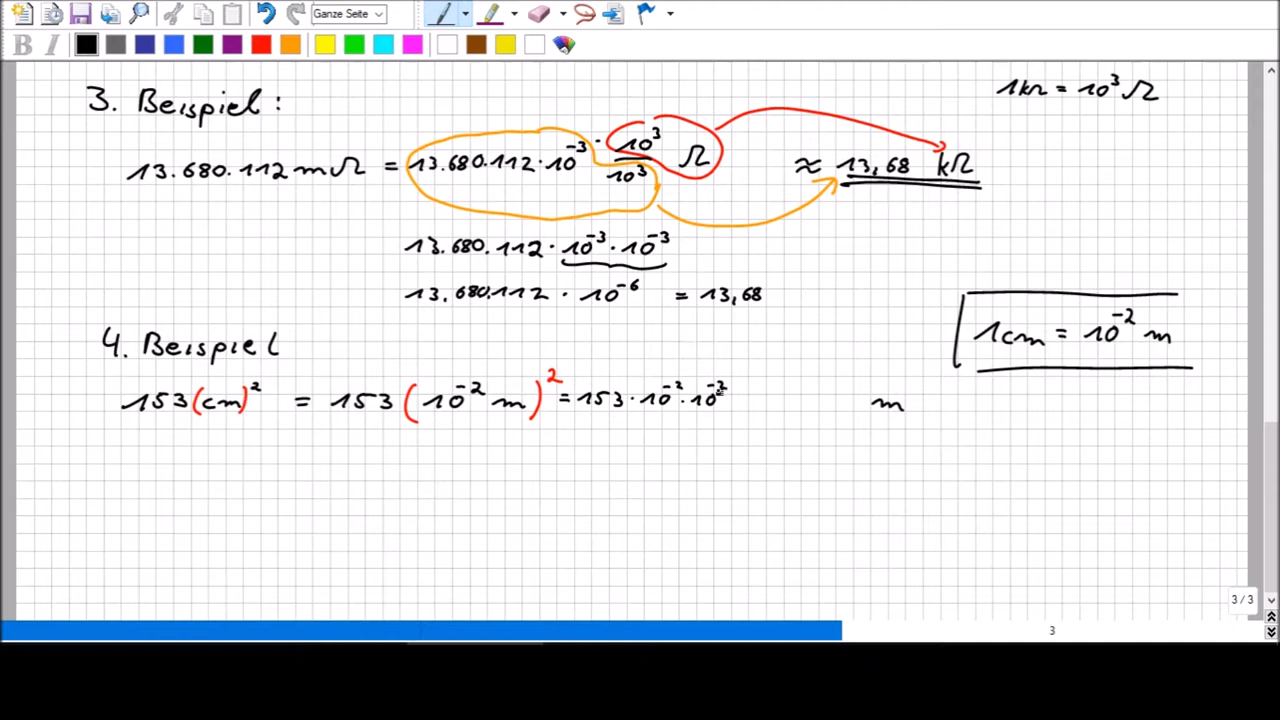 Ganze Seite
3. Beispiel:
1kΩ = 10³ Ω
13.680.112 mΩ = 13.680.112 · 10⁻³ · 10³/10³ Ω ≈ 13,68 kΩ
13.680.112 · 10⁻³ · 10⁻³
13.680.112 · 10⁻⁶ = 13,68
1cm = 10⁻² m
4. Beispiel
153 (cm)² = 153 (10⁻² m)² = 153 · 10⁻² · 10⁻² m
3/3
3